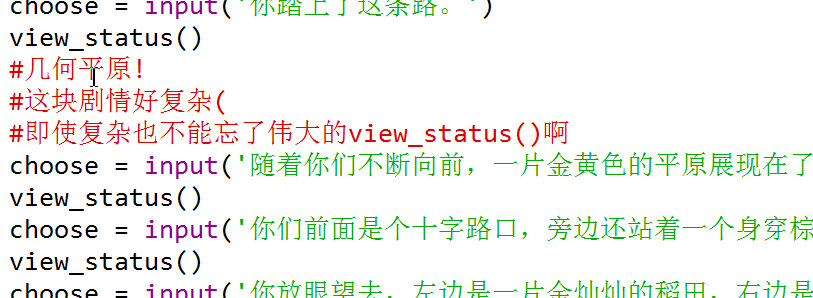 choose = input('你踏上了这条路。')
view_status()
#几何平原!
#这块剧情好复杂(
#即使复杂也不能忘了伟大的view_status()啊
choose = input('随着你们不断向前，一片金黄色的平原展现在了
view_status()
choose = input('你们前面是个十字路口，旁边还站着一个身穿棕
view_status()
choose = input('你放眼望去，左边是一片金灿灿的稻田，右边是